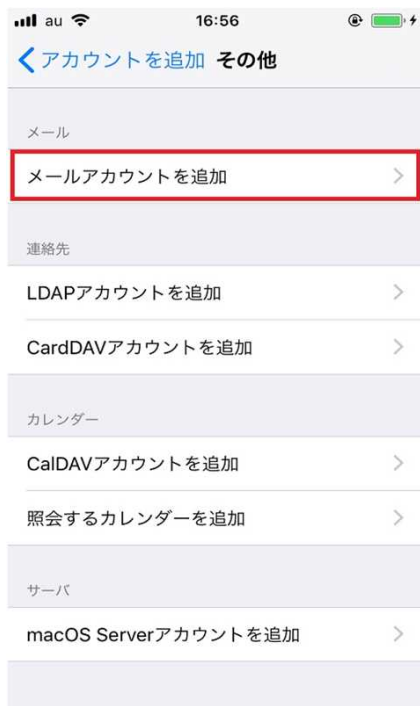 au 16:56
アカウントを追加 その他
メール
メールアカウントを追加
連絡先
LDAPアカウントを追加
CardDAVアカウントを追加
カレンダー
CalDAVアカウントを追加
照会するカレンダーを追加
サーバ
macOS Serverアカウントを追加